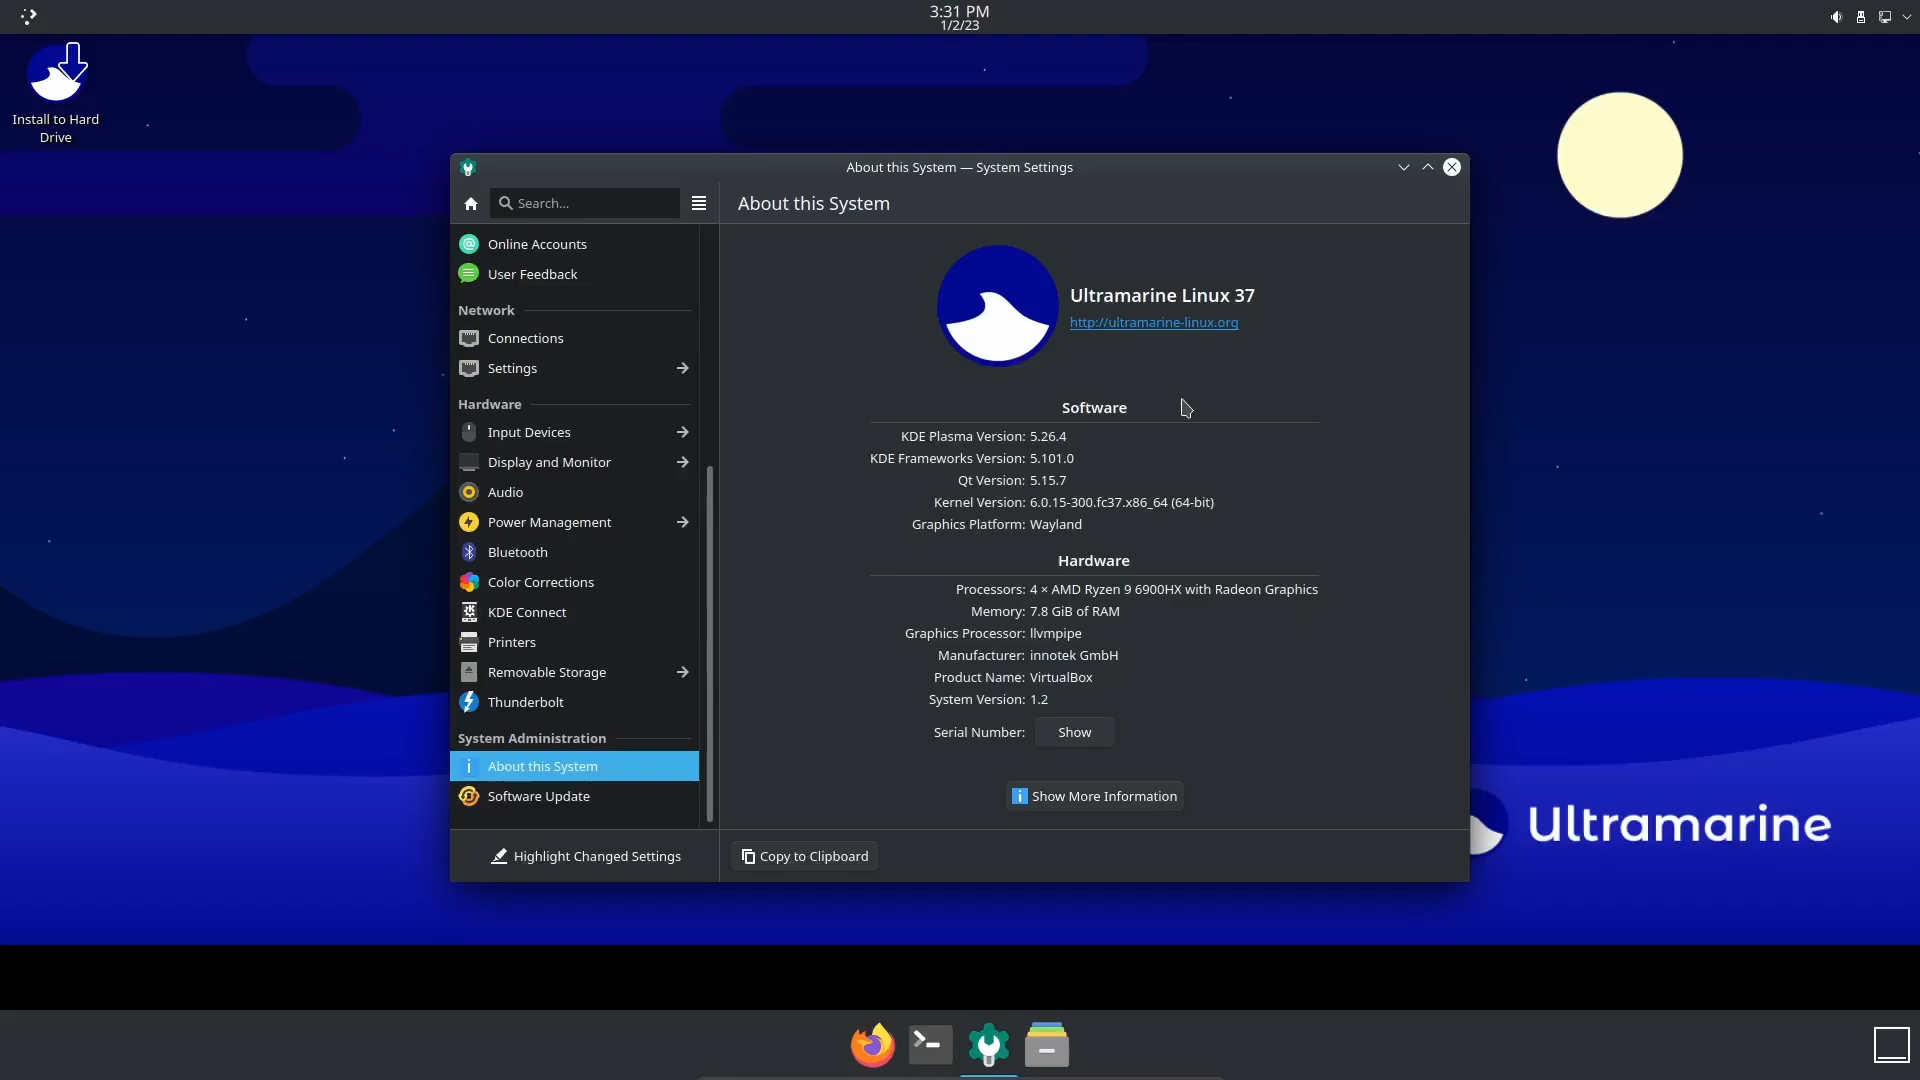 3:31 PM
1/2/23
Install to Hard
Drive
About this System — System Settings
Search...
About this System
Online Accounts
User Feedback
Network
Connections
Settings
Hardware
Input Devices
Display and Monitor
Audio
Power Management
Bluetooth
Color Corrections
KDE Connect
Printers
Removable Storage
Thunderbolt
System Administration
About this System
Software Update
Highlight Changed Settings
Ultramarine Linux 37
http://ultramarine-linux.org
Software
KDE Plasma Version: 5.26.4
KDE Frameworks Version: 5.101.0
Qt Version: 5.15.7
Kernel Version: 6.0.15-300.fc37.x86_64 (64-bit)
Graphics Platform: Wayland
Hardware
Processors: 4 × AMD Ryzen 9 6900HX with Radeon Graphics
Memory: 7.8 GiB of RAM
Graphics Processor: llvmpipe
Manufacturer: innotek GmbH
Product Name: VirtualBox
System Version: 1.2
Serial Number: Show
Show More Information
Copy to Clipboard
Ultramarine